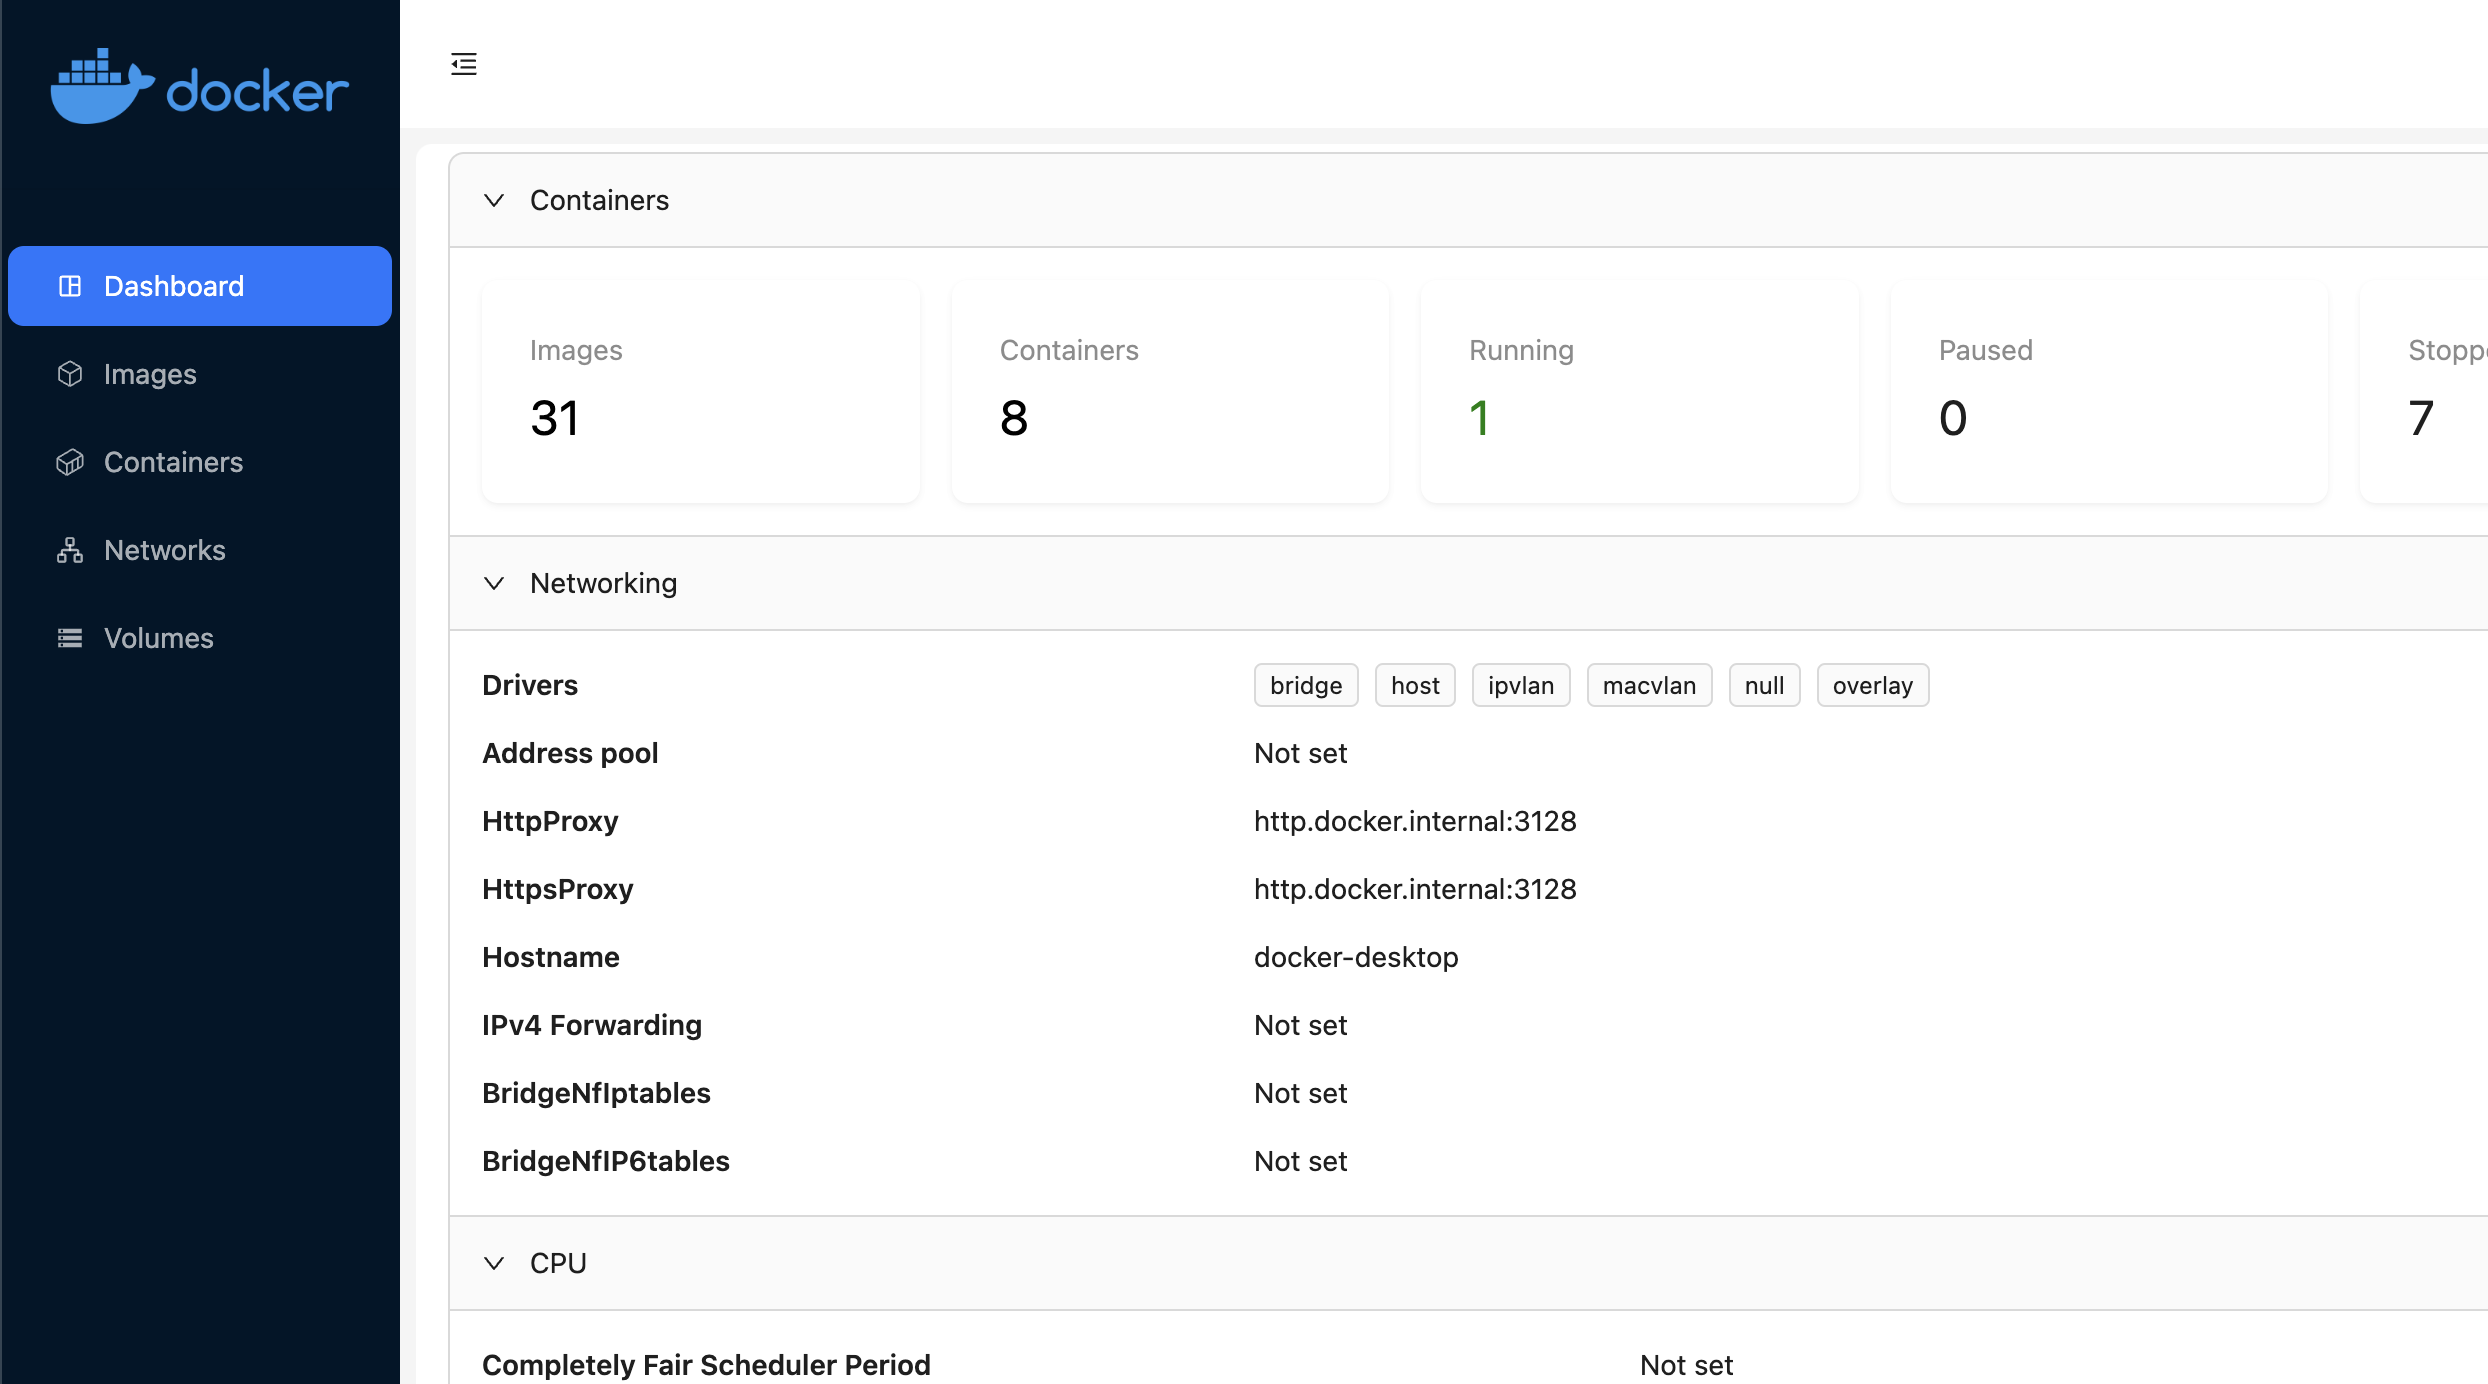 docker
Dashboard
Images
Containers
Networks
Volumes
Containers
Images
31
Containers
8
Running
1
Paused
0
7
Networking
Drivers bridge host ipvlan macvlan null overlay
Address pool Not set
HttpProxy http.docker.internal:3128
HttpsProxy http.docker.internal:3128
Hostname docker-desktop
IPv4 Forwarding Not set
BridgeNfIptables Not set
BridgeNfIP6tables Not set
CPU
Completely Fair Scheduler Period Not set